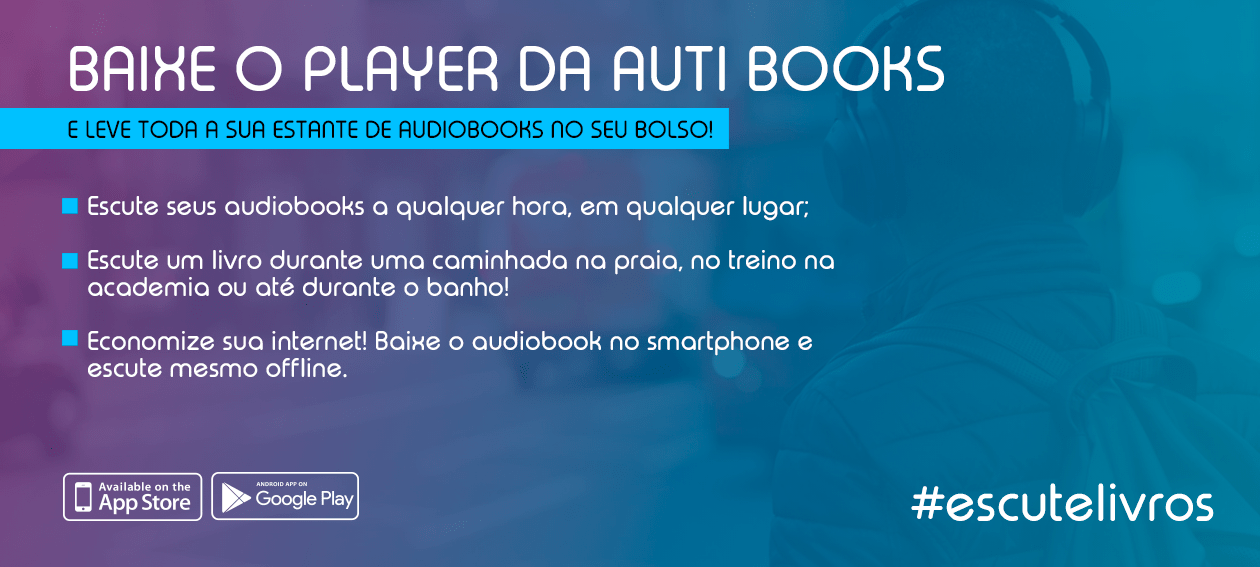 BAIXE O PLAYER DA AUTI BOOKS
E LEVE TODA A SUA ESTANTE DE AUDIOBOOKS NO SEU BOLSO!
Escute seus audiobooks a qualquer hora, em qualquer lugar;
Escute um livro durante uma caminhada na praia, no treino na
academia ou até durante o banho!
Economize sua internet! Baixe o audiobook no smartphone e
escute mesmo offline.
Available on the
App Store
ANDROID APP ON
Google Play
#escutelivros